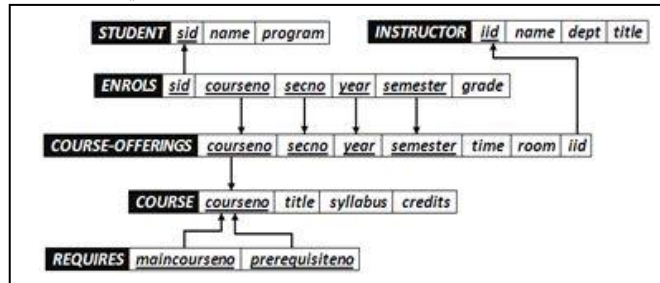 STUDENT sid name program INSTRUCTOR iid name dept title
ENROLS sid courseno secno year semester grade
COURSE-OFFERINGS courseno secno year semester time room iid
COURSE courseno title syllabus credits
REQUIRES maincourseno prerequisiteno